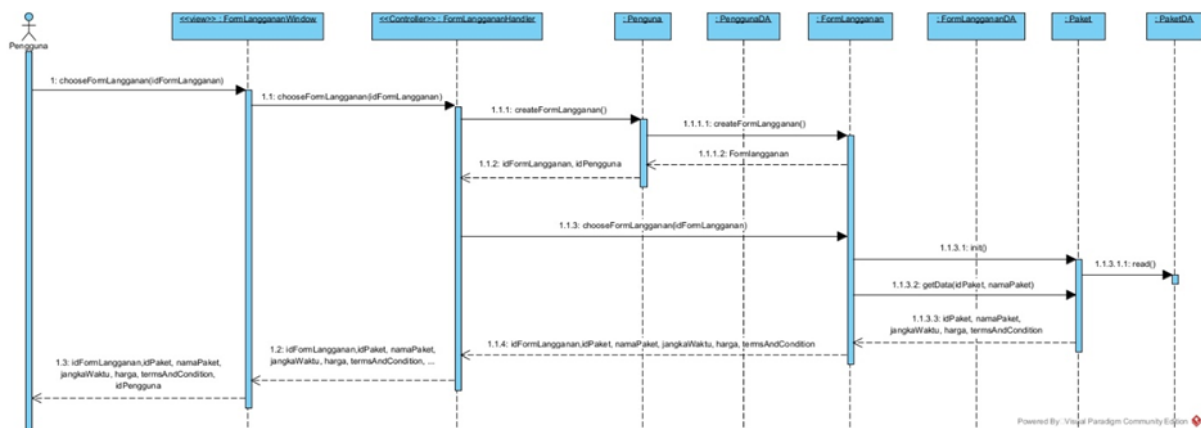 <<view>> : FormLanggananWindow
<<Controller>> : FormLanggananHandler
: Penguna
: PenggunaDA
: FormLangganan
: FormLanggananDA
: Paket
: PaketDA
Pengguna
1: chooseFormLangganan(idFormLangganan)
1.1: chooseFormLangganan(idFormLangganan)
1.1.1: createFormLangganan()
1.1.1.1: createFormLangganan()
1.1.1.2: Formlangganan
1.1.2: idFormLangganan, idPengguna
1.1.3: chooseFormLangganan(idFormLangganan)
1.1.3.1: init()
1.1.3.1.1: read()
1.1.3.2: getData(idPaket, namaPaket)
1.1.3.3: idPaket, namaPaket,
jangkaWaktu, harga, termsAndCondition
1.1.4: idFormLangganan,idPaket, namaPaket, jangkaWaktu, harga, termsAndCondition
1.2: idFormLangganan,idPaket, namaPaket,
jangkaWaktu, harga, termsAndCondition, ...
1.3: idFormLangganan,idPaket, namaPaket,
jangkaWaktu, harga, termsAndCondition,
idPengguna
Powered By: Visual Paradigm Community Edition